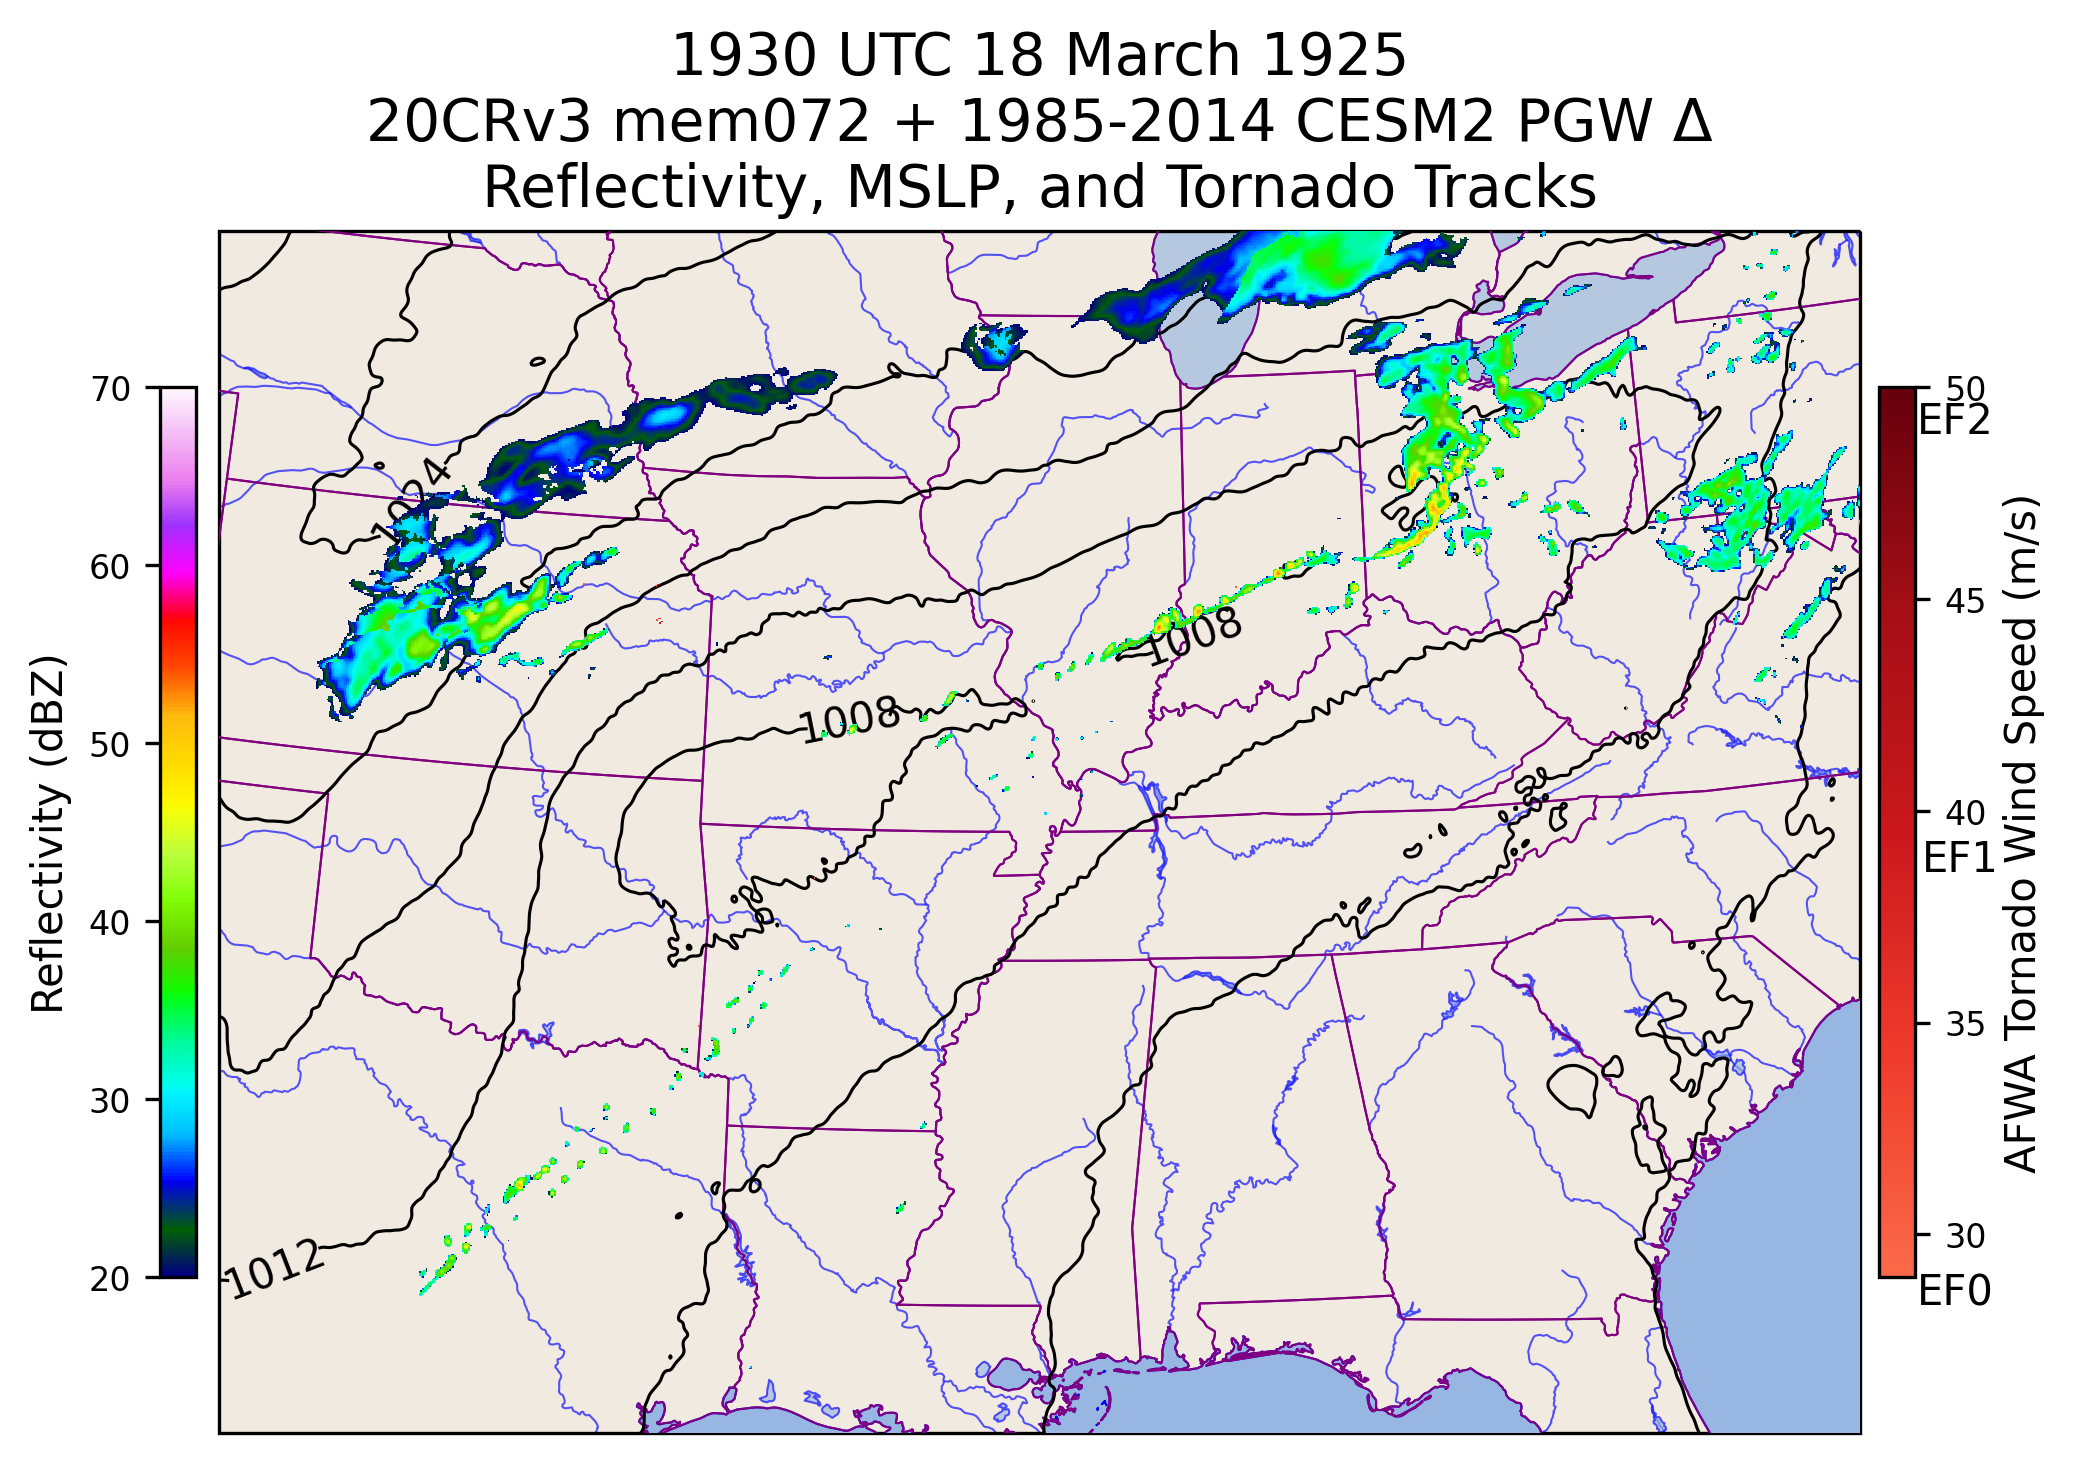 1930 UTC 18 March 1925
20CRv3 mem072 + 1985-2014 CESM2 PGW Δ
Reflectivity, MSLP, and Tornado Tracks
70
60
50
40
30
20
Reflectivity (dBZ)
1024
1008
1008
1012
50
EF2
45
40
EF1
35
30
EF0
AFWA Tornado Wind Speed (m/s)